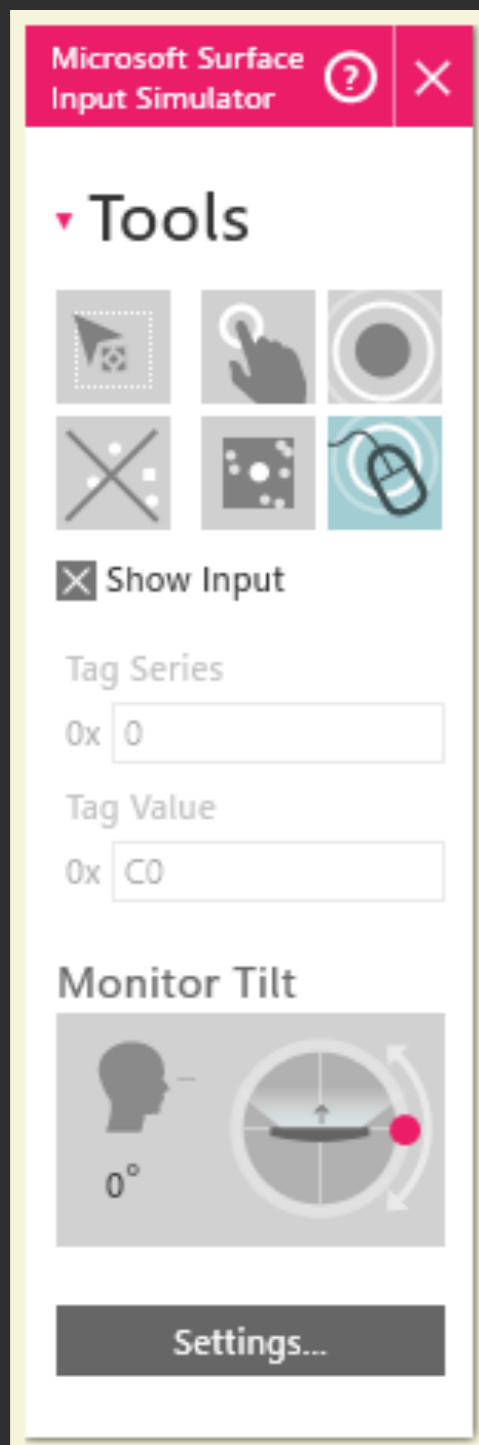 Microsoft Surface
Input Simulator
?
Tools
Show Input
Tag Series
0x 0
Tag Value
0x C0
Monitor Tilt
0°
Settings...